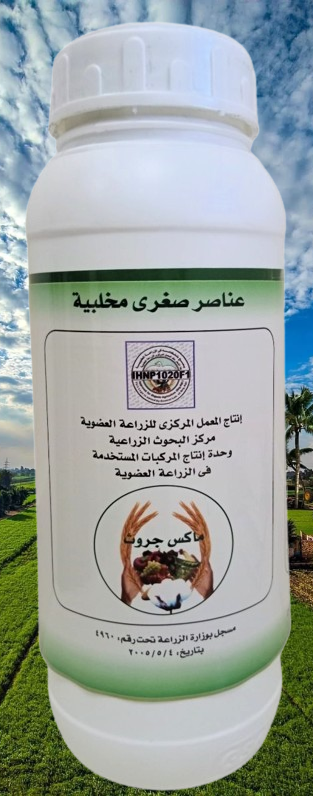 عناصر صغرى مخلبية
IHNP1020F1
إنتاج المعمل المركزى للزراعة العضوية
مركز البحوث الزراعية
وحدة إنتاج المركبات المستخدمة
فى الزراعة العضوية
ماكس جروث
مسجل بوزارة الزراعة تحت رقم: ٤٩٦٠
بتاريخ: ٢٠٠٥/٥/٤